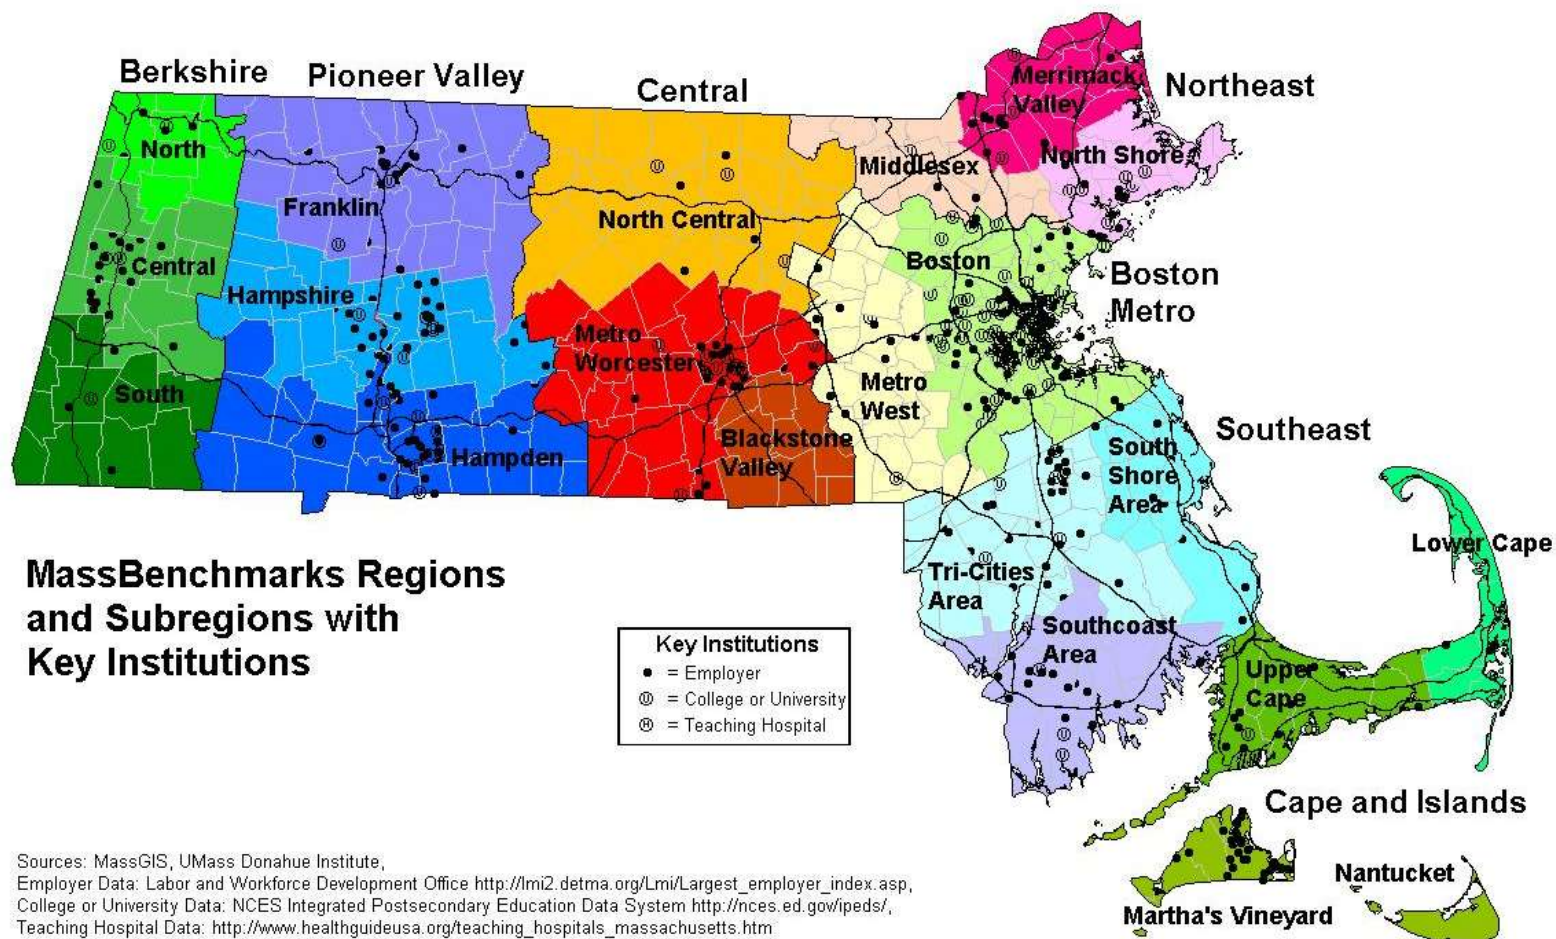 Berkshire
Pioneer Valley
Central
Northeast
Merrimack
Valley
North
Middlesex
North Shore
Franklin
North Central
Central
Boston
Boston
Metro
Hampshire
Metro
Worcester
Metro
West
South
Blackstone
Valley
Southeast
Hampden
South
Shore
Area
Lower Cape
MassBenchmarks Regions
and Subregions with
Key Institutions
Tri-Cities
Area
Southcoast
Area
Upper
Cape
Key Institutions
= Employer
U = College or University
H = Teaching Hospital
Cape and Islands
Nantucket
Martha's Vineyard
Sources: MassGIS, UMass Donahue Institute,
Employer Data: Labor and Workforce Development Office http://lmi2.detma.org/Lmi/Largest_employer_index.asp,
College or University Data: NCES Integrated Postsecondary Education Data System http://nces.ed.gov/ipeds/,
Teaching Hospital Data: http://www.healthguideusa.org/teaching_hospitals_massachusetts.htm